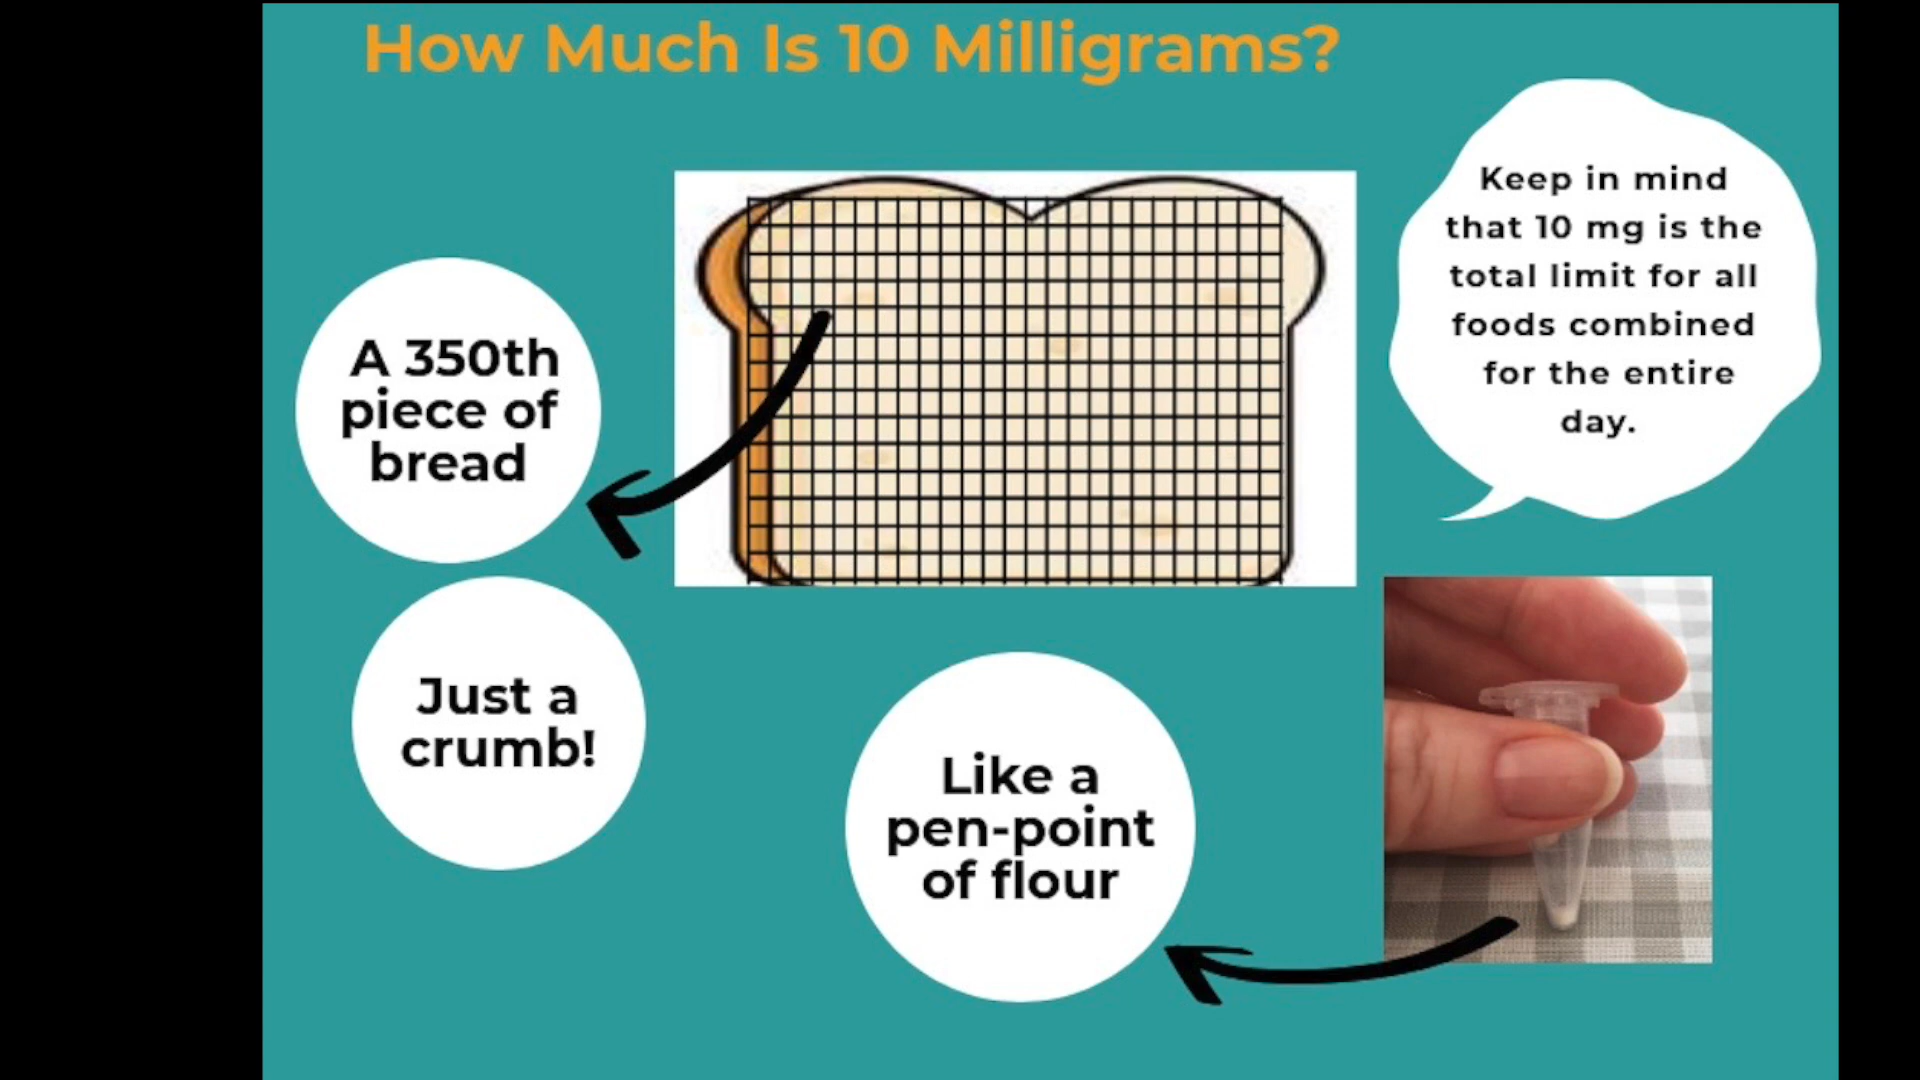 How Much Is 10 Milligrams?
Keep in mind
that 10 mg is the
total limit for all
foods combined
for the entire
day.
A 350th
piece of
bread
Just a
crumb!
Like a
pen-point
of flour